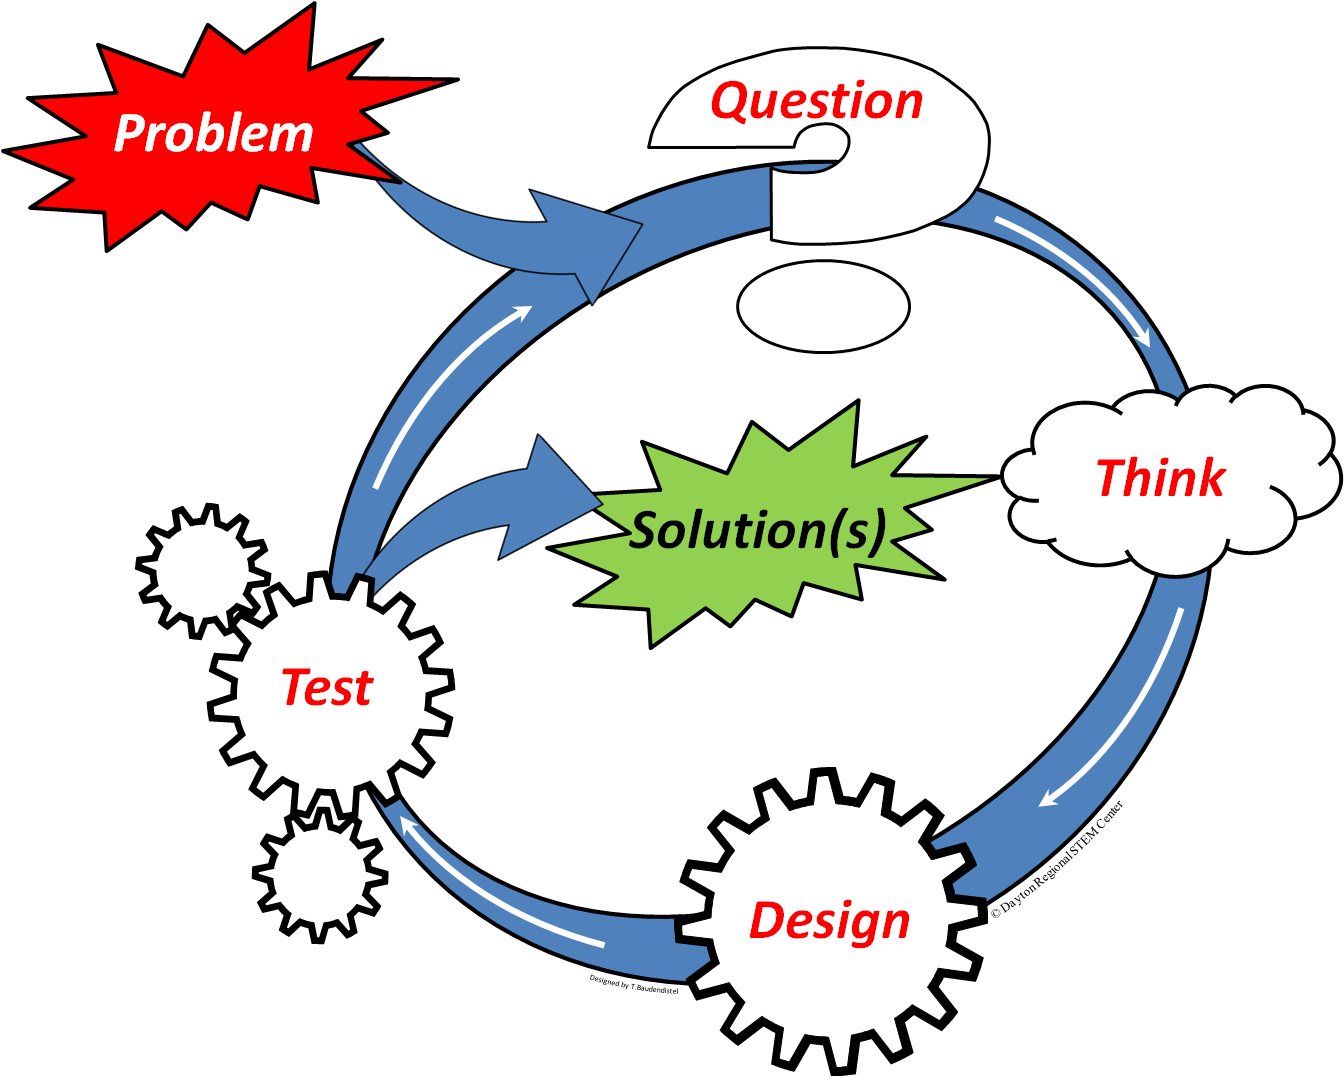 Problem
Question
Think
Solution(s)
Test
Design
© Dayton Regional STEM Center
Designed by T.Baudendistel